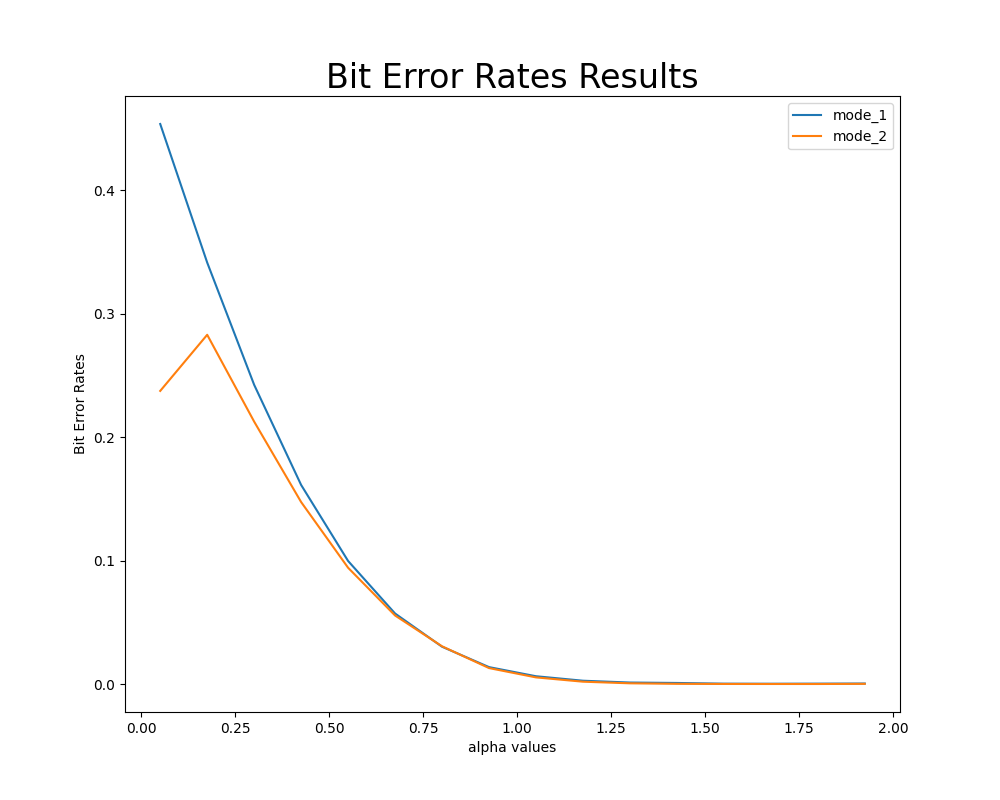 Bit Error Rates Results
mode_1
mode_2
Bit Error Rates
0.4
0.3
0.2
0.1
0.0
0.00 0.25 0.50 0.75 1.00 1.25 1.50 1.75 2.00
alpha values